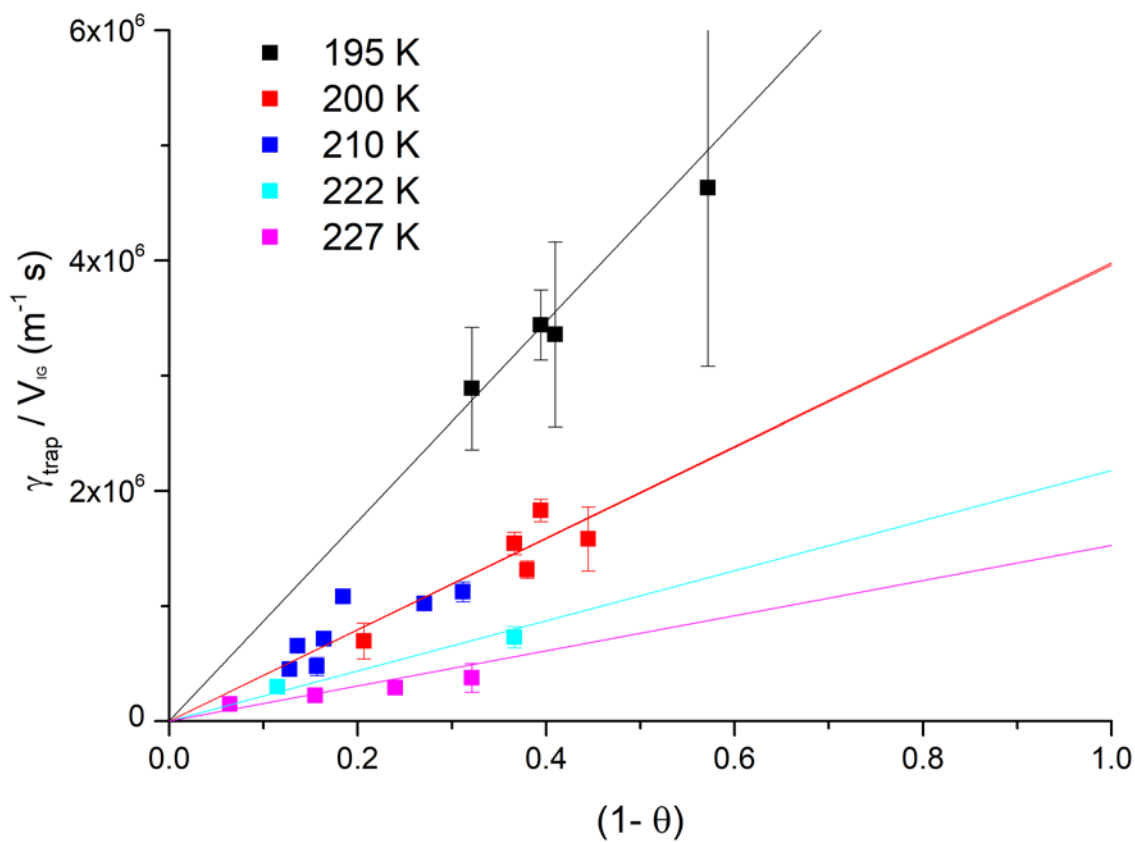 6x10⁶
195 K
200 K
210 K
222 K
227 K
4x10⁶
2x10⁶
0
γtrap / VIG (m⁻¹ s)
0.0 0.2 0.4 0.6 0.8 1.0
(1- θ)